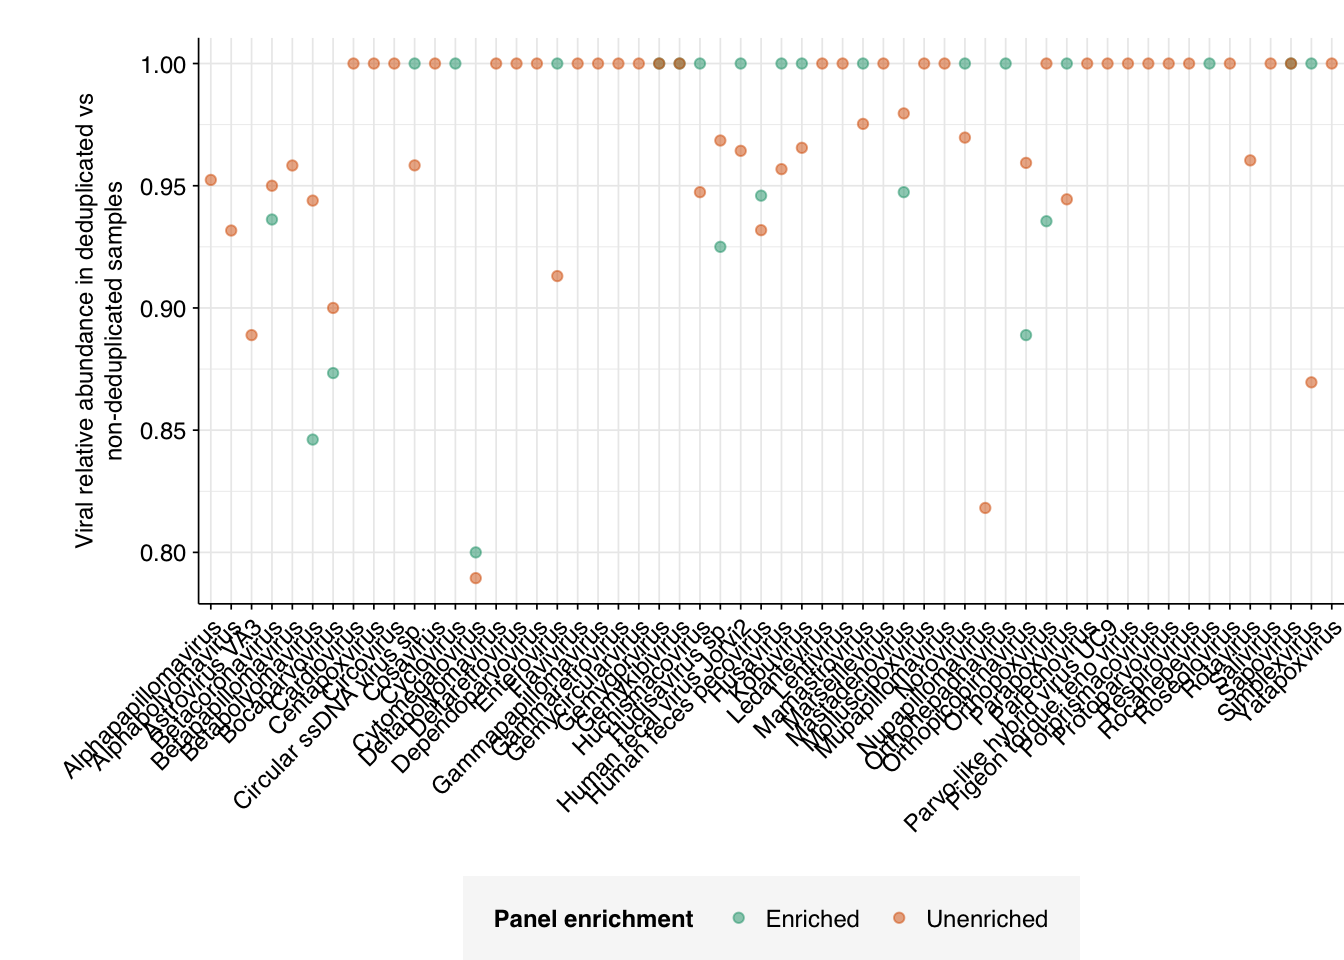 Viral relative abundance in deduplicated vs
non-deduplicated samples
1.00
0.95
0.90
0.85
0.80
Alphapapillomavirus
Alphapolyomavirus
Astrovirus VA3
Betacoronavirus
Betapapillomavirus
Betapolyomavirus
Bocaparvovirus
Cardiovirus
Centapoxvirus
Circovirus
Circular ssDNA virus sp.
Cosavirus
Cyclovirus
Cytomegalovirus
Deltapolyomavirus
Deltaretrovirus
Dependoparvovirus
Enterovirus
Flavivirus
Gammapapillomavirus
Gammaretrovirus
Gemycircularvirus
Gemygorvirus
Gemykibivirus
Huchismacovirus
Hudisavirus sp.
Human fecal virus Jorvi2
Human feces pecovirus
Husavirus
Kobuvirus
Ledantevirus
Lentivirus
Mamastrovirus
Marseillevirus
Mastadenovirus
Molluscipoxvirus
Mupapillomavirus
Norovirus
Nupapillomavirus
Orthohepadnavirus
Orthopicobirnavirus
Orthopoxvirus
Parapoxvirus
Parechovirus
Parvo-like hybrid virus UC9
Pigeon torque teno virus
Porprismacovirus
Protoparvovirus
Respirovirus
Rocahepevirus
Roseolovirus
Rotavirus
Salivirus
Sapovirus
Simplexvirus
Yatapoxvirus
Panel enrichment Enriched Unenriched